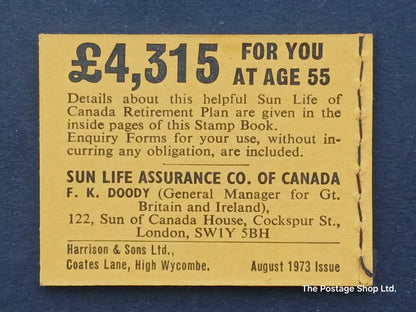 £4,315 FOR YOU
AT AGE 55
Details about this helpful Sun Life of
Canada Retirement Plan are given in the
inside pages of this Stamp Book.
Enquiry Forms for your use, without in-
curring any obligation, are included.
SUN LIFE ASSURANCE CO. OF CANADA
F. K. DOODY (General Manager for Gt.
Britain and Ireland),
122, Sun of Canada House, Cockspur St.,
London, SW1Y 5BH
Harrison & Sons Ltd.,
Coates Lane, High Wycombe. August 1973 Issue
The Postage Shop Ltd.